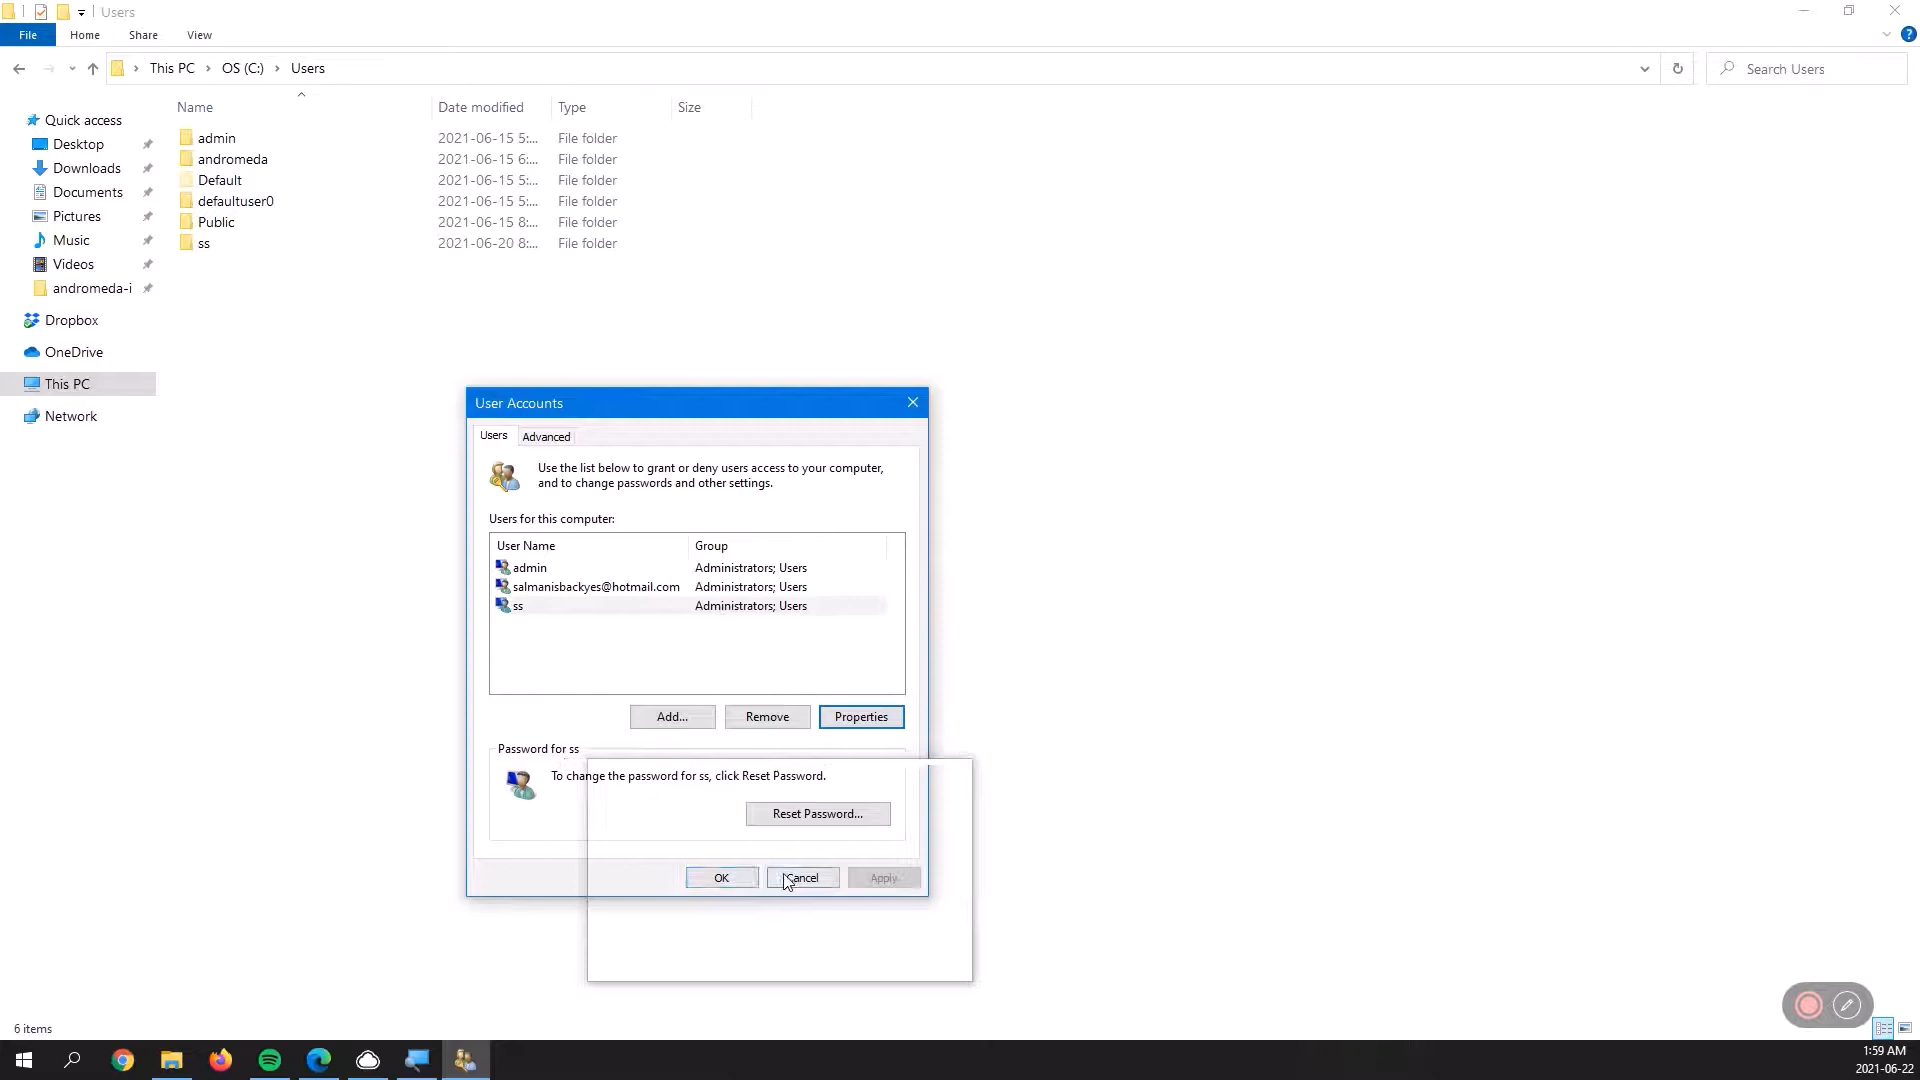 Users
File Home Share View
This PC OS (C:) Users
Search Users
Name Date modified Type Size
Quick access
Desktop
Downloads
Documents
Pictures
Music
Videos
andromeda-i
Dropbox
OneDrive
This PC
Network
admin 2021-06-15 5:... File folder
andromeda 2021-06-15 6:... File folder
Default 2021-06-15 5:... File folder
defaultuser0 2021-06-15 5:... File folder
Public 2021-06-15 8:... File folder
ss 2021-06-20 8:... File folder
User Accounts
Users Advanced
Use the list below to grant or deny users access to your computer,
and to change passwords and other settings.
Users for this computer:
User Name Group
admin Administrators; Users
salmanisbackyes@hotmail.com Administrators; Users
ss Administrators; Users
Add... Remove Properties
Password for ss
To change the password for ss, click Reset Password.
Reset Password...
OK Cancel Apply
6 items
1:59 AM
2021-06-22